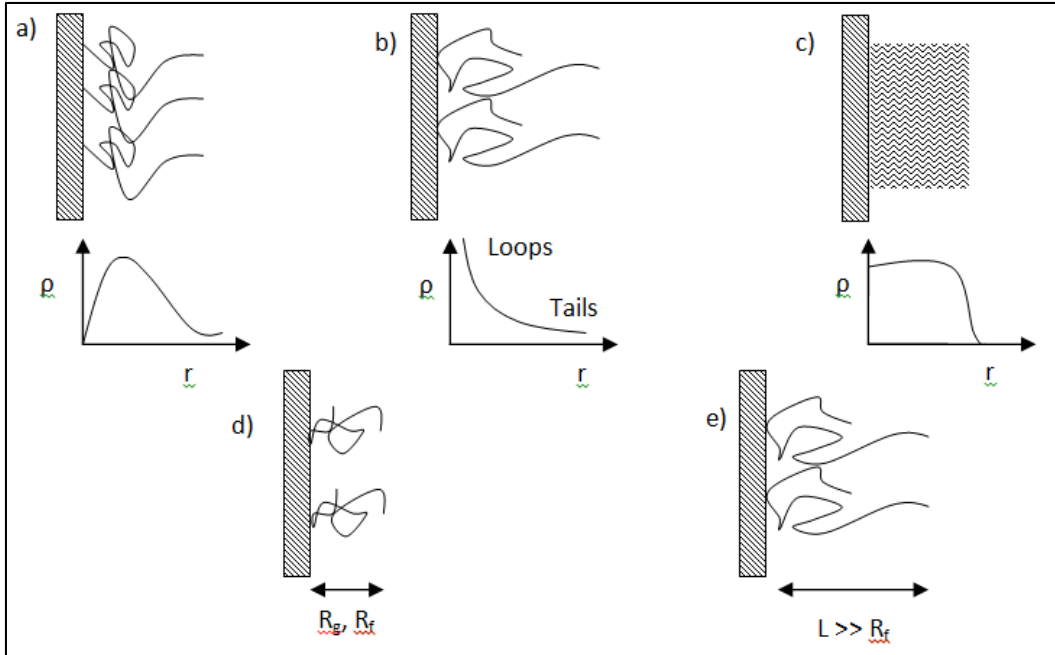 a)
b)
c)
ρ
r
Loops
ρ
Tails
r
ρ
r
d)
e)
Rg, Rf
L >> Rf